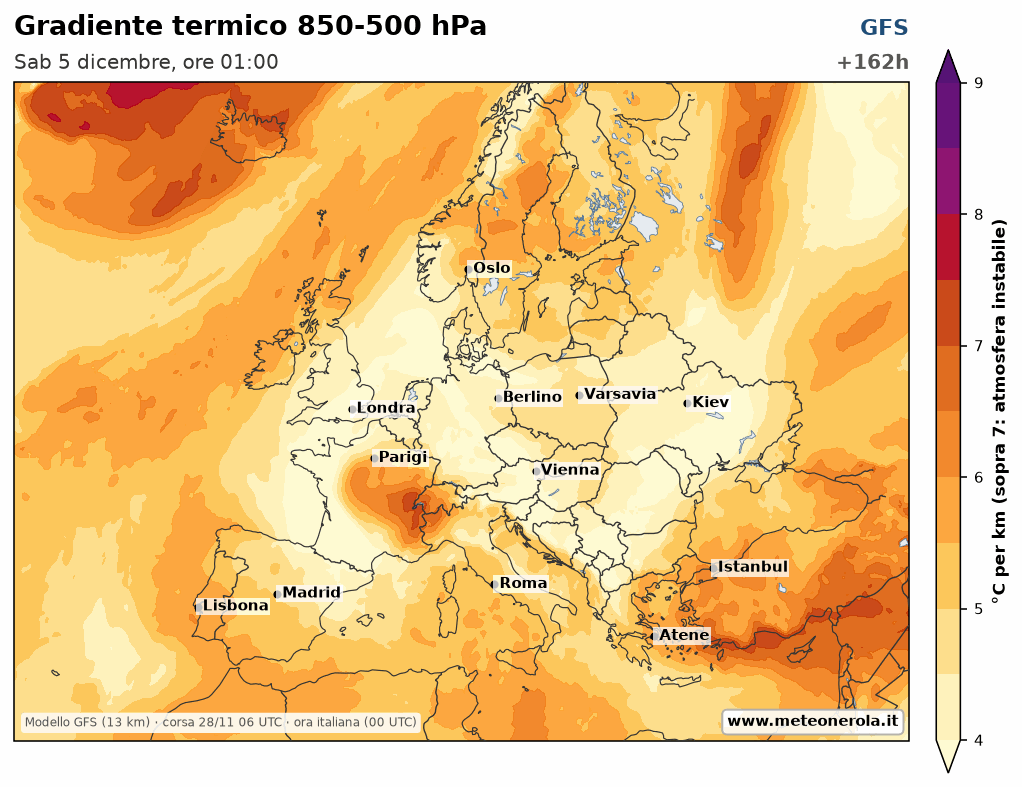 Gradiente termico 850-500 hPa
GFS
Sab 5 dicembre, ore 01:00
+162h
Oslo
Londra
Berlino
Varsavia
Kiev
Parigi
Vienna
Istanbul
Roma
Madrid
Lisbona
Atene
Modello GFS (13 km) · corsa 28/11 06 UTC · ora italiana (00 UTC)
www.meteonerola.it
9
8
7
6
5
4
°C per km (sopra 7: atmosfera instabile)